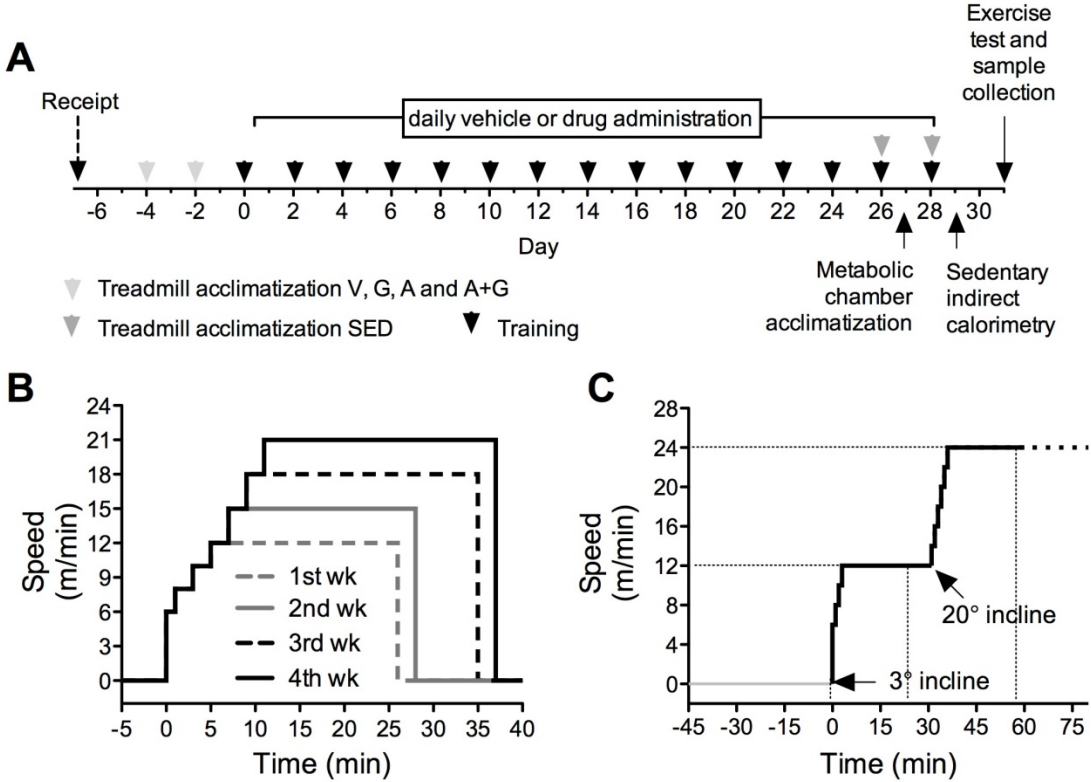 A
Receipt
daily vehicle or drug administration
Exercise
test and
sample
collection
-6 -4 -2 0 2 4 6 8 10 12 14 16 18 20 22 24 26 28 30
Day
Treadmill acclimatization V, G, A and A+G
Treadmill acclimatization SED
Training
Metabolic
chamber
acclimatization
Sedentary
indirect
calorimetry
B
Speed
(m/min)
24
21
18
15
12
9
6
3
0
1st wk
2nd wk
3rd wk
4th wk
-5 0 5 10 15 20 25 30 35 40
Time (min)
C
Speed
(m/min)
28
24
20
16
12
8
4
0
20° incline
3° incline
-45 -30 -15 0 15 30 45 60 75
Time (min)